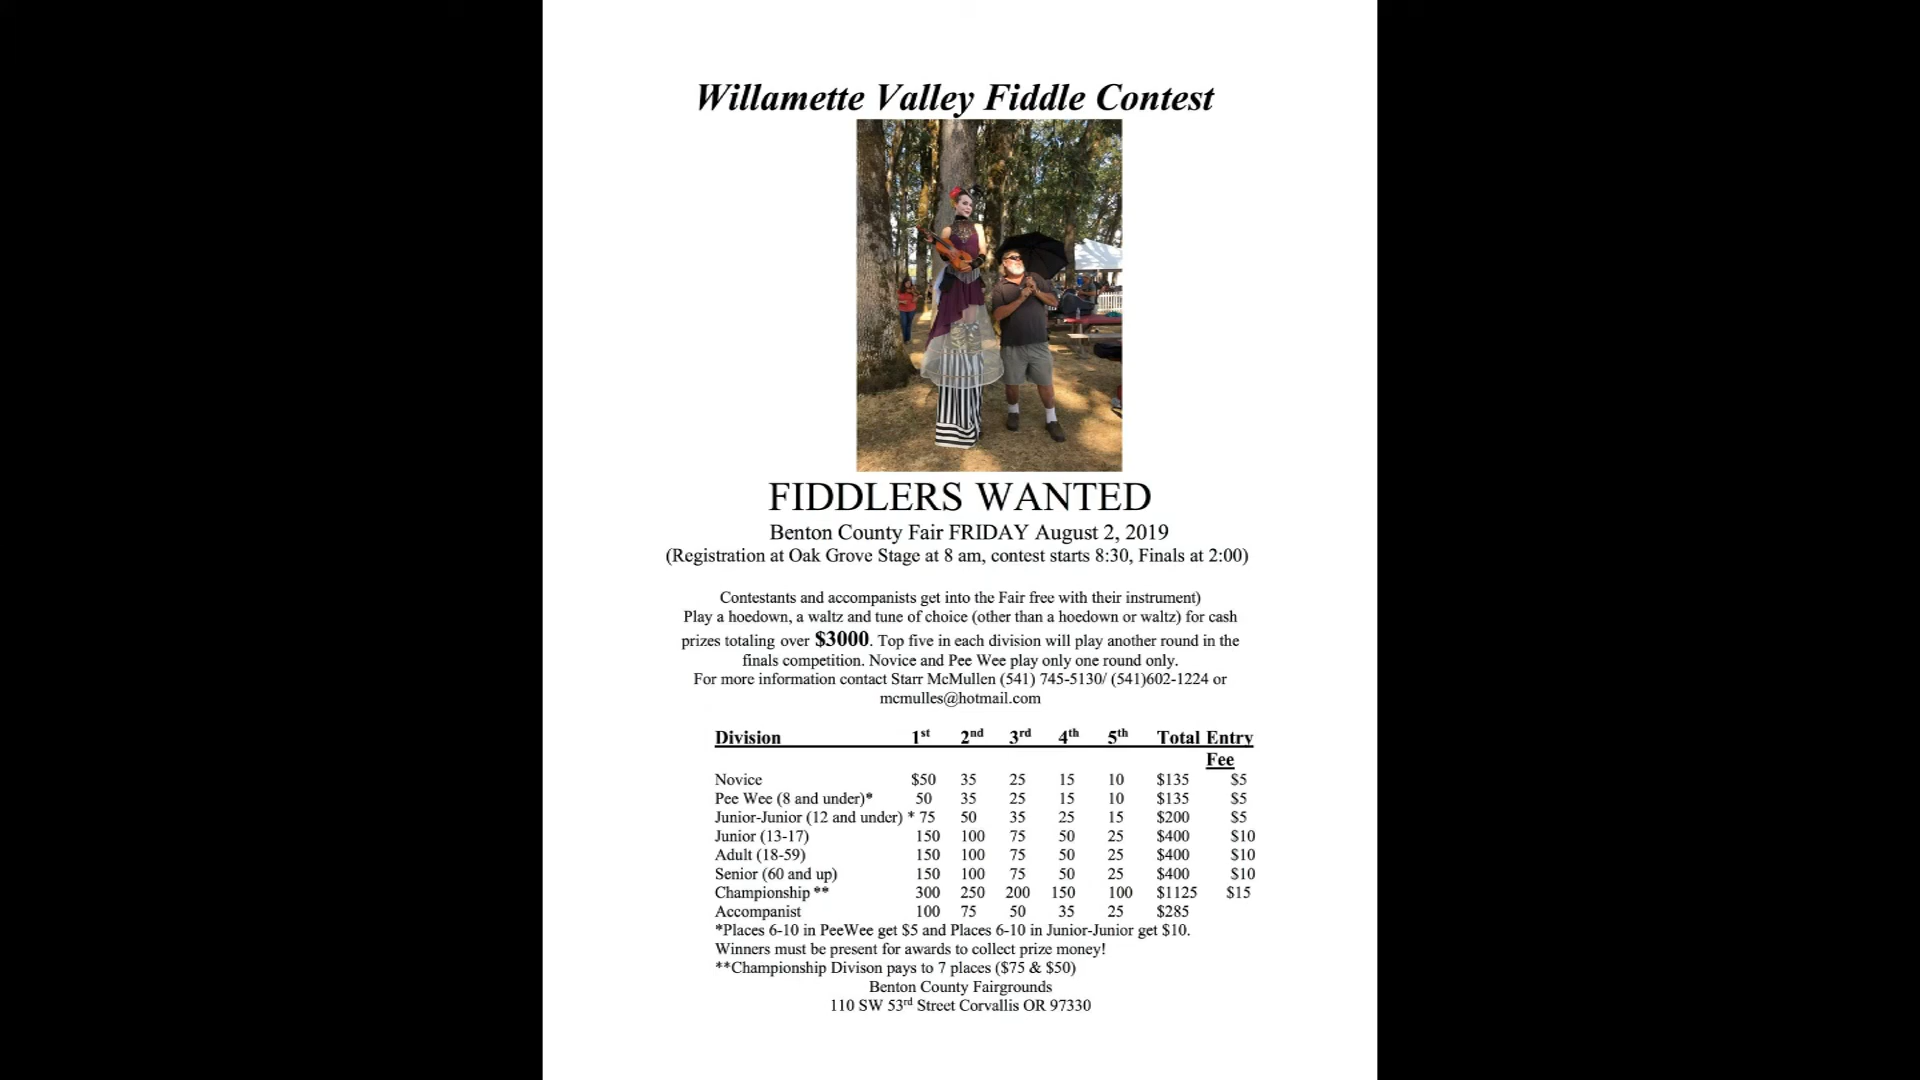 Willamette Valley Fiddle Contest
FIDDLERS WANTED
Benton County Fair FRIDAY August 2, 2019
(Registration at Oak Grove Stage at 8 am, contest starts 8:30, Finals at 2:00)
Contestants and accompanists get into the Fair free with their instrument)
Play a hoedown, a waltz and tune of choice (other than a hoedown or waltz) for cash
prizes totaling over $3000. Top five in each division will play another round in the
finals competition. Novice and Pee Wee play only one round only.
For more information contact Starr McMullen (541) 745-5130/ (541)602-1224 or
mcmulles@hotmail.com
Division 1st 2nd 3rd 4th 5th Total Entry
Fee
Novice $50 35 25 15 10 $135 $5
Pee Wee (8 and under)* 50 35 25 15 10 $135 $5
Junior-Junior (12 and under) * 75 50 35 25 15 $200 $5
Junior (13-17) 150 100 75 50 25 $400 $10
Adult (18-59) 150 100 75 50 25 $400 $10
Senior (60 and up) 150 100 75 50 25 $400 $10
Championship ** 300 250 200 150 100 $1125 $15
Accompanist 100 75 50 35 25 $285
*Places 6-10 in PeeWee get $5 and Places 6-10 in Junior-Junior get $10.
Winners must be present for awards to collect prize money!
**Championship Divison pays to 7 places ($75 & $50)
Benton County Fairgrounds
110 SW 53rd Street Corvallis OR 97330